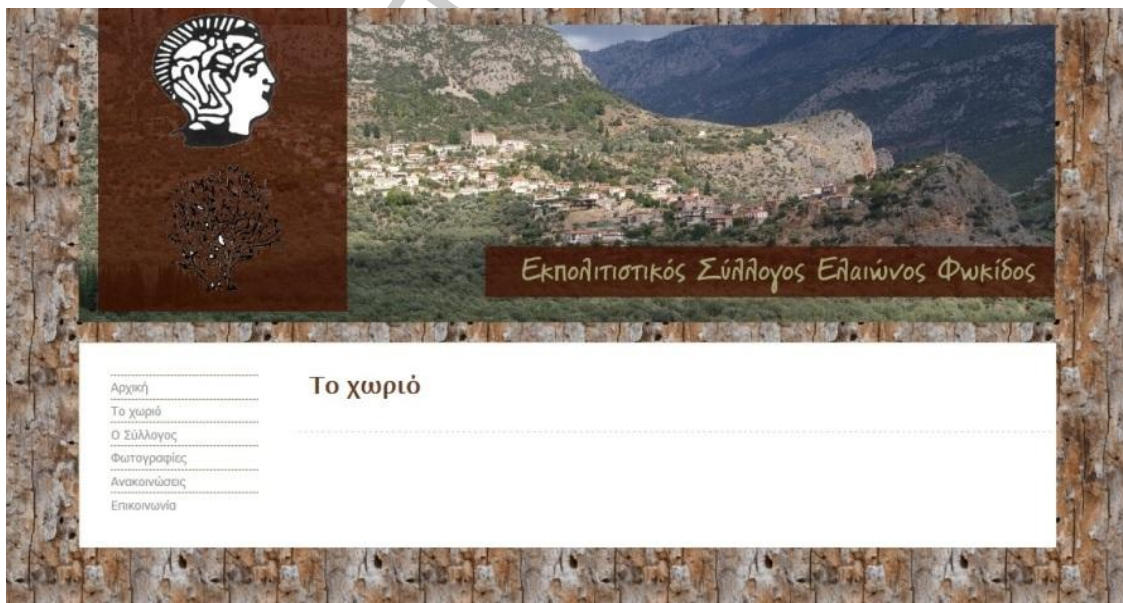 Εκπολιτιστικός Σύλλογος Ελαιώνος Φωκίδος
Αρχική
Το χωριό
Ο Σύλλογος
Φωτογραφίες
Ανακοινώσεις
Επικοινωνία
Το χωριό